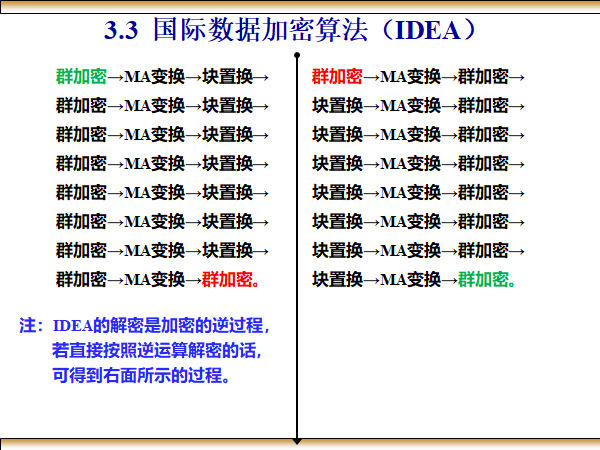 3.3 国际数据加密算法（IDEA）
群加密→MA变换→块置换→
群加密→MA变换→块置换→
群加密→MA变换→块置换→
群加密→MA变换→块置换→
群加密→MA变换→块置换→
群加密→MA变换→块置换→
群加密→MA变换→块置换→
群加密→MA变换→群加密。
注：IDEA的解密是加密的逆过程，
若直接按照逆运算解密的话，
可得到右面所示的过程。
群加密→MA变换→群加密→
块置换→MA变换→群加密→
块置换→MA变换→群加密→
块置换→MA变换→群加密→
块置换→MA变换→群加密→
块置换→MA变换→群加密→
块置换→MA变换→群加密→
块置换→MA变换→群加密。